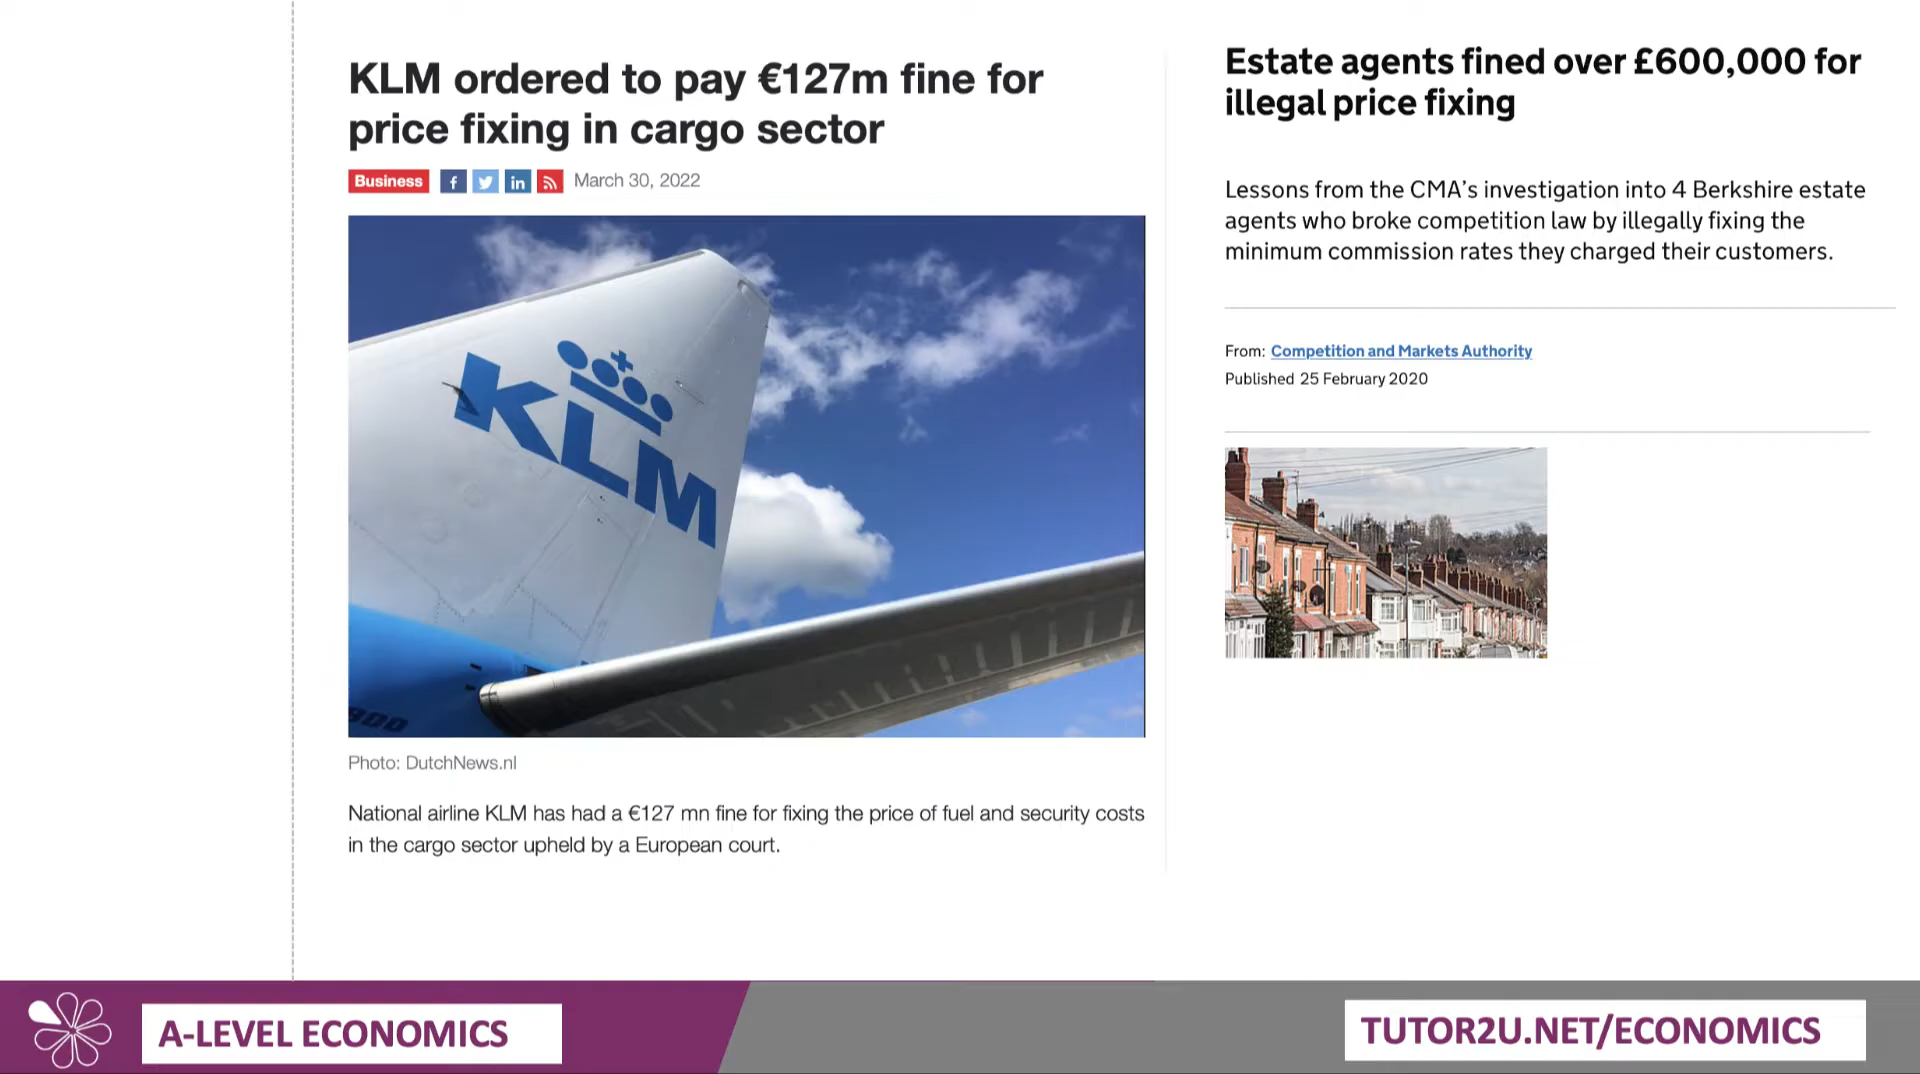 KLM ordered to pay €127m fine for
price fixing in cargo sector
Business
f
in
March 30, 2022
KLM
800
Photo: DutchNews.nl
National airline KLM has had a €127 mn fine for fixing the price of fuel and security costs
in the cargo sector upheld by a European court.
Estate agents fined over £600,000 for
illegal price fixing
Lessons from the CMA's investigation into 4 Berkshire estate
agents who broke competition law by illegally fixing the
minimum commission rates they charged their customers.
From: Competition and Markets Authority
Published 25 February 2020
A-LEVEL ECONOMICS
TUTOR2U.NET/ECONOMICS